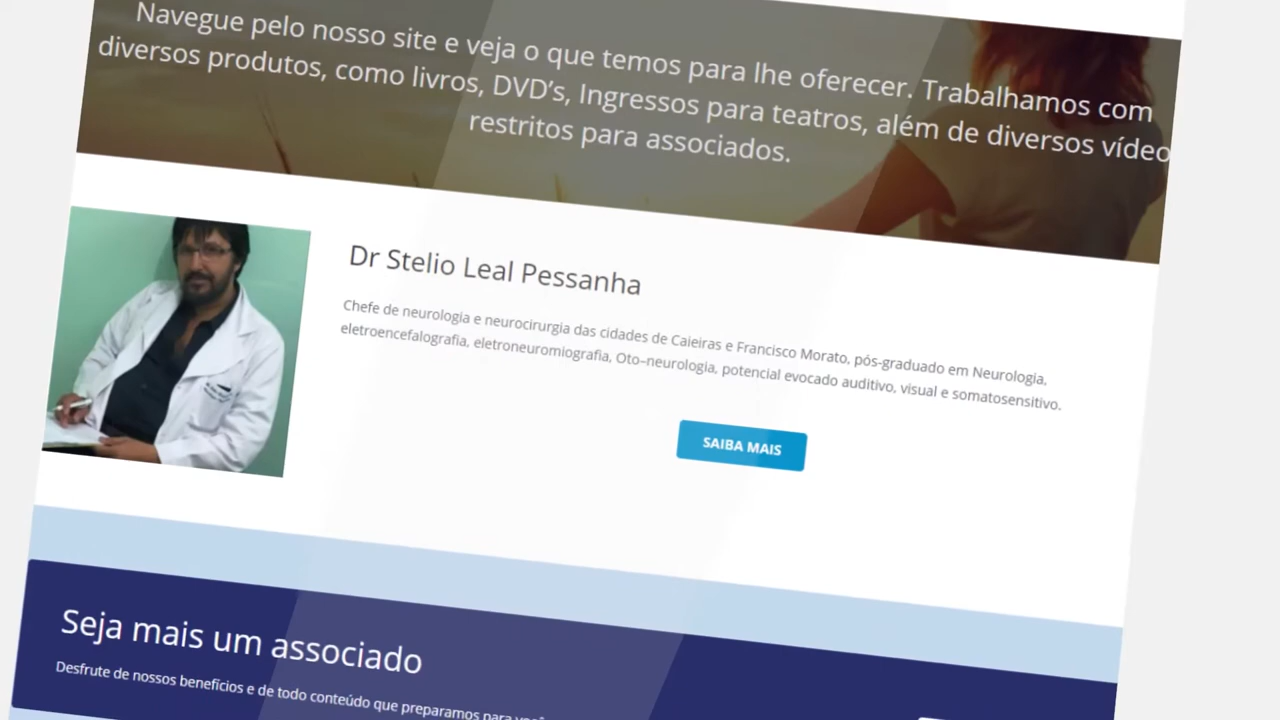 Navegue pelo nosso site e veja o que temos para lhe oferecer. Trabalhamos com
diversos produtos, como livros, DVD’s, Ingressos para teatros, além de diversos vídeo
restritos para associados.
Dr Stelio Leal Pessanha
Chefe de neurologia e neurocirurgia das cidades de Caieiras e Francisco Morato, pós-graduado em Neurologia,
eletroencefalografia, eletroneuromiografia, Oto–neurologia, potencial evocado auditivo, visual e somatosensitivo.
SAIBA MAIS
Seja mais um associado
Desfrute de nossos benefícios e de todo conteúdo que preparamos para